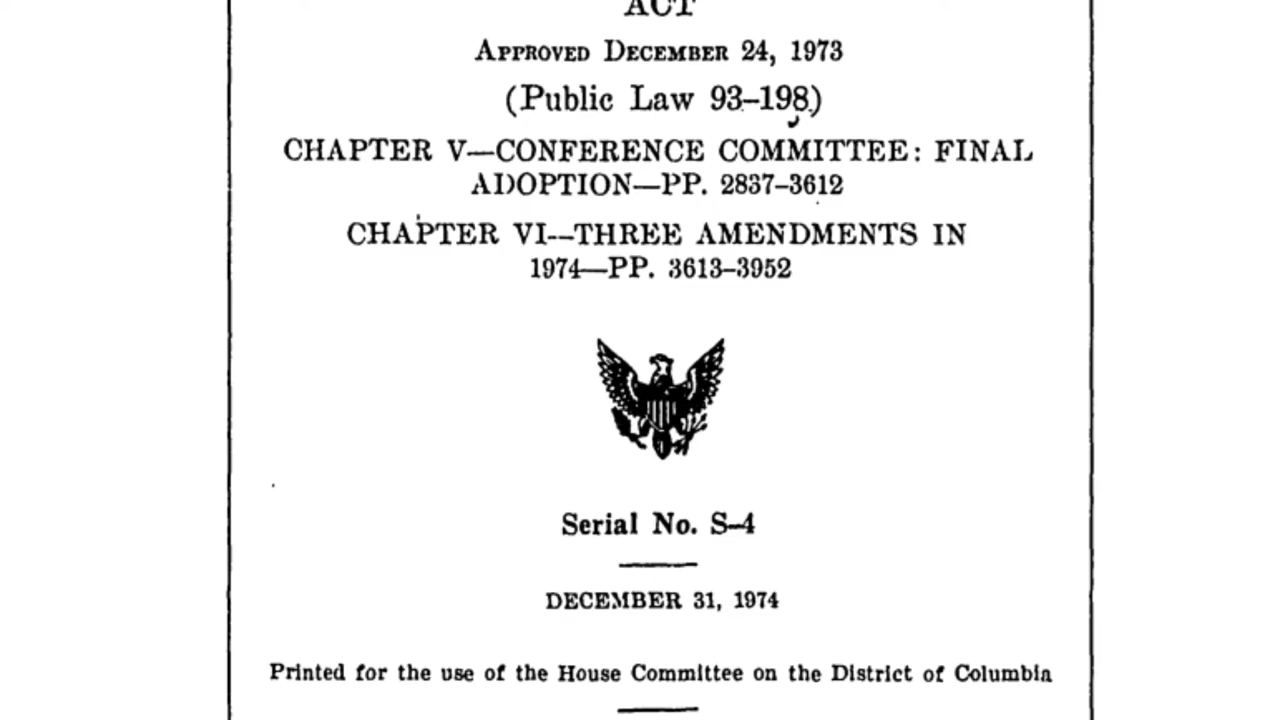 ACT
APPROVED DECEMBER 24, 1973
(Public Law 93–198)
CHAPTER V—CONFERENCE COMMITTEE: FINAL
ADOPTION—PP. 2837–3612
CHAPTER VI—THREE AMENDMENTS IN
1974—PP. 3613–3952
Serial No. S–4
DECEMBER 31, 1974
Printed for the use of the House Committee on the District of Columbia